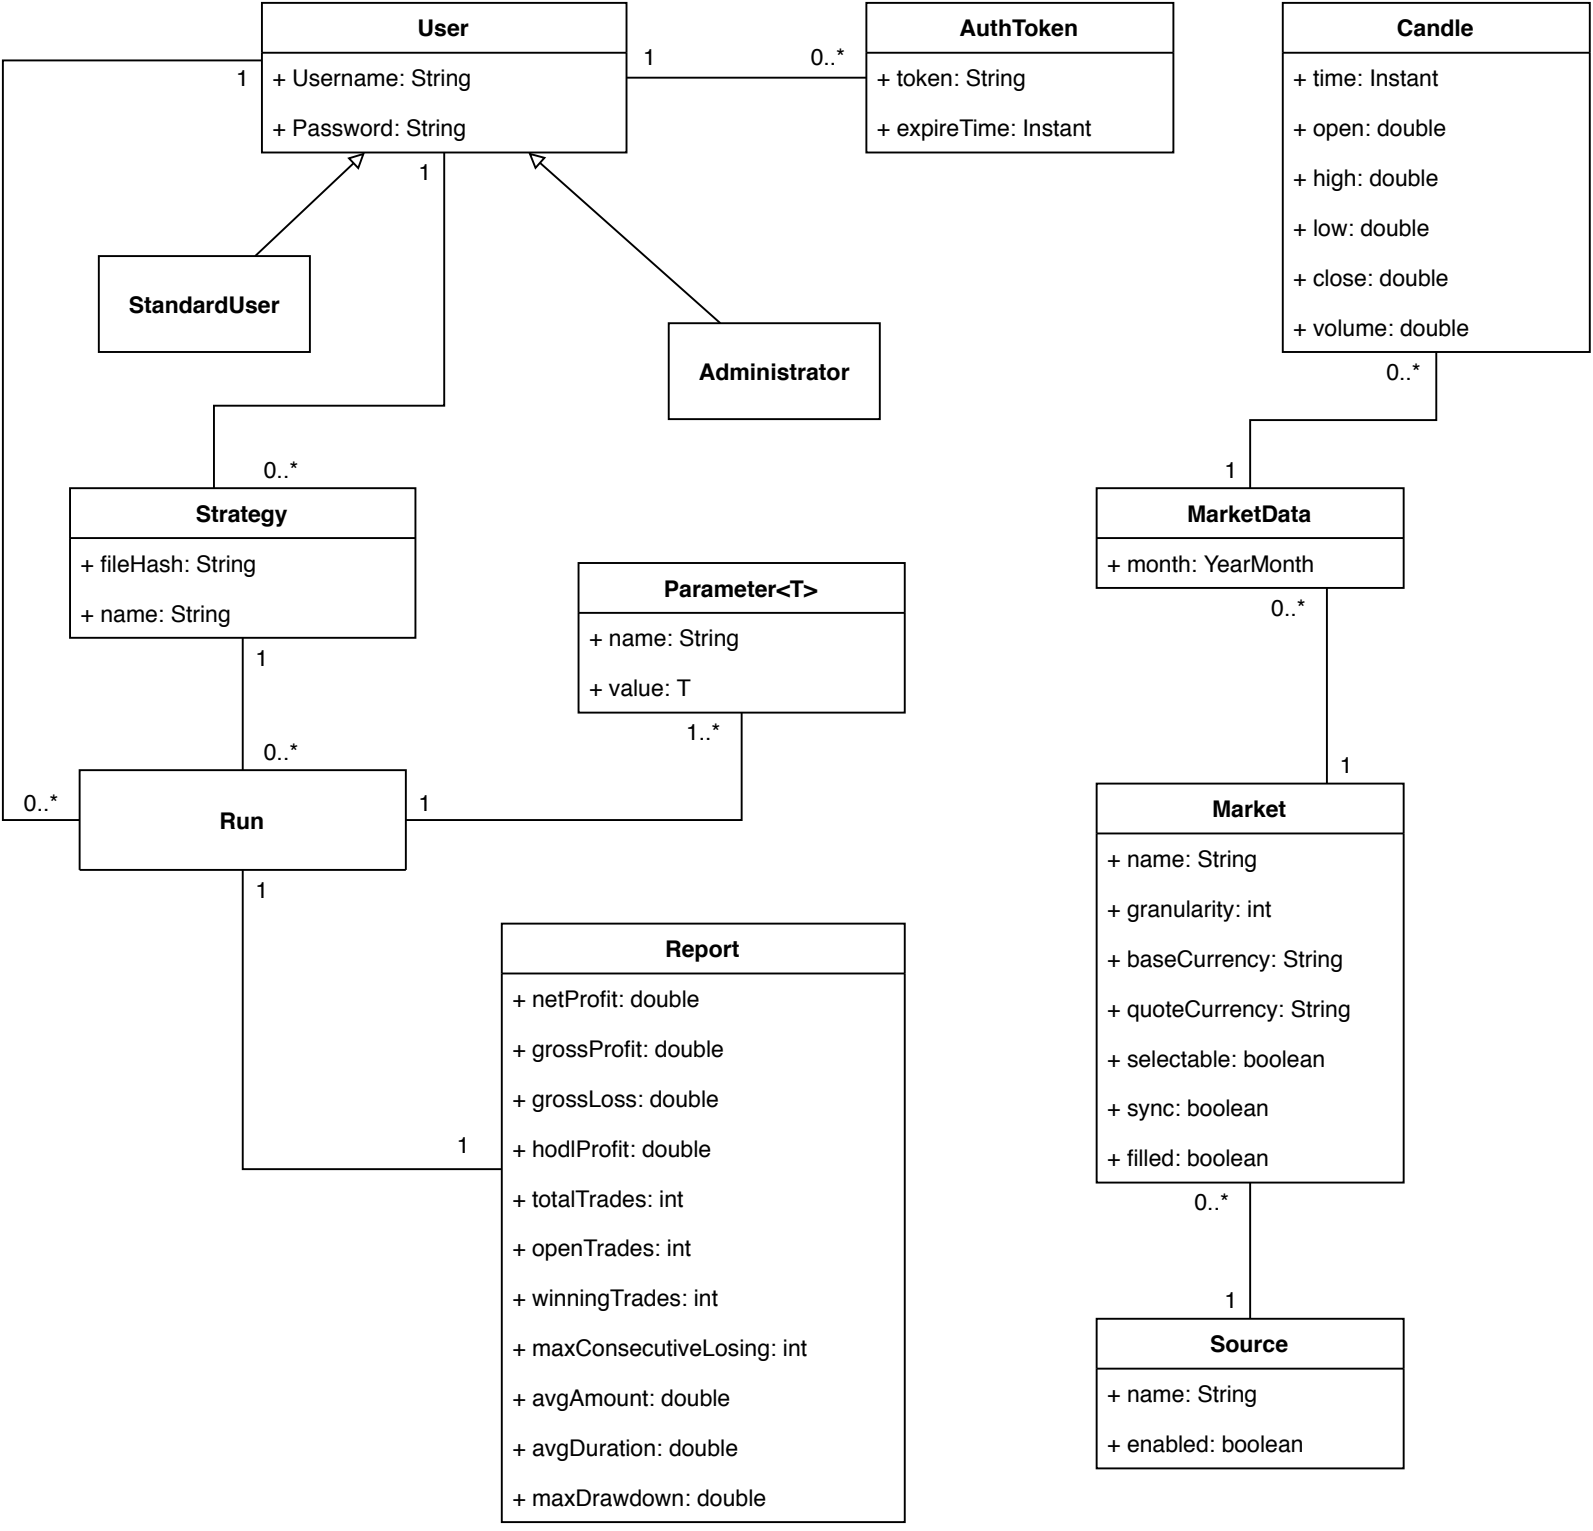 User
+ Username: String
+ Password: String
1
1
0..*
AuthToken
+ token: String
+ expireTime: Instant
Candle
+ time: Instant
+ open: double
+ high: double
+ low: double
+ close: double
+ volume: double
0..*
1
StandardUser
Administrator
0..*
Strategy
+ fileHash: String
+ name: String
1
0..*
Parameter<T>
+ name: String
+ value: T
1..*
0..*
Run
1
1
1
Report
+ netProfit: double
+ grossProfit: double
+ grossLoss: double
+ hodlProfit: double
+ totalTrades: int
+ openTrades: int
+ winningTrades: int
+ maxConsecutiveLosing: int
+ avgAmount: double
+ avgDuration: double
+ maxDrawdown: double
1
MarketData
+ month: YearMonth
0..*
1
Market
+ name: String
+ granularity: int
+ baseCurrency: String
+ quoteCurrency: String
+ selectable: boolean
+ sync: boolean
+ filled: boolean
0..*
1
Source
+ name: String
+ enabled: boolean